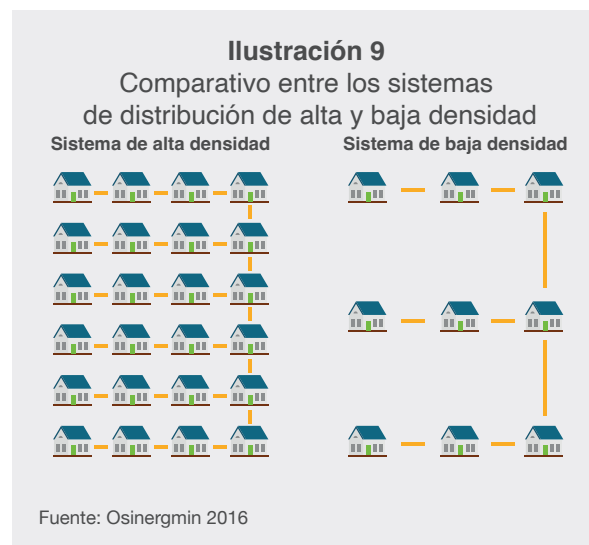 Ilustración 9
Comparativo entre los sistemas
de distribución de alta y baja densidad
Sistema de alta densidad
Sistema de baja densidad
Fuente: Osinergmin 2016